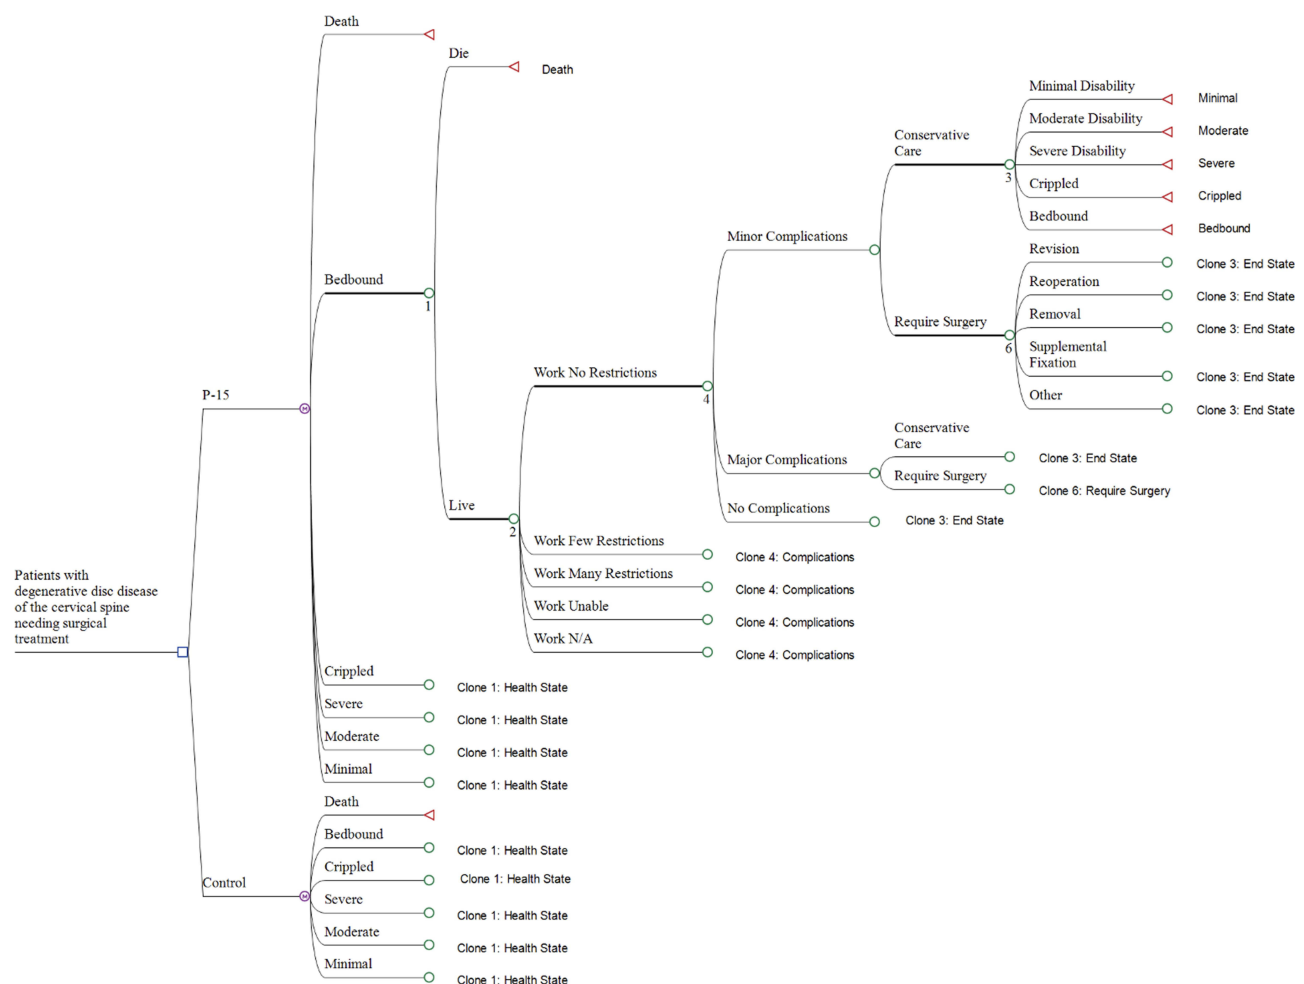 Death
Die
Death
Minimal Disability
Minimal
Moderate Disability
Moderate
Conservative
Care
3
Severe Disability
Severe
Crippled
Crippled
Bedbound
Bedbound
Minor Complications
Revision
Clone 3: End State
Reoperation
Clone 3: End State
Require Surgery
6
Removal
Clone 3: End State
Supplemental
Fixation
Clone 3: End State
Other
Clone 3: End State
Bedbound
1
Work No Restrictions
4
P-15
M
Major Complications
Conservative
Care
Clone 3: End State
Require Surgery
Clone 6: Require Surgery
No Complications
Clone 3: End State
Live
2
Work Few Restrictions
Clone 4: Complications
Work Many Restrictions
Clone 4: Complications
Work Unable
Clone 4: Complications
Work N/A
Clone 4: Complications
Patients with
degenerative disc disease
of the cervical spine
needing surgical
treatment
Crippled
Clone 1: Health State
Severe
Clone 1: Health State
Moderate
Clone 1: Health State
Minimal
Clone 1: Health State
Control
M
Death
Bedbound
Clone 1: Health State
Crippled
Clone 1: Health State
Severe
Clone 1: Health State
Moderate
Clone 1: Health State
Minimal
Clone 1: Health State